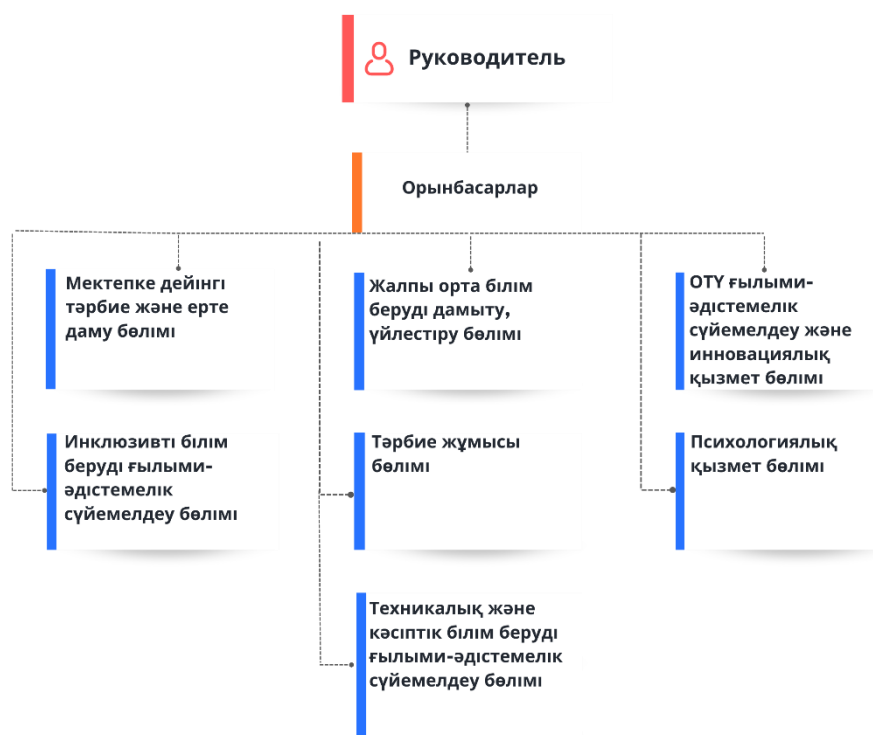 Руководитель
Орынбасарлар
Мектепке дейінгі
тәрбие және ерте
даму бөлімі
Жалпы орта білім
беруді дамыту,
үйлестіру бөлімі
ОТҮ ғылыми-
әдістемелік
сүйемелдеу және
инновациялық
қызмет бөлімі
Инклюзивті білім
беруді ғылыми-
әдістемелік
сүйемелдеу бөлімі
Тәрбие жұмысы
бөлімі
Психологиялық
қызмет бөлімі
Техникалық және
кәсіптік білім беруді
ғылыми-әдістемелік
сүйемелдеу бөлімі